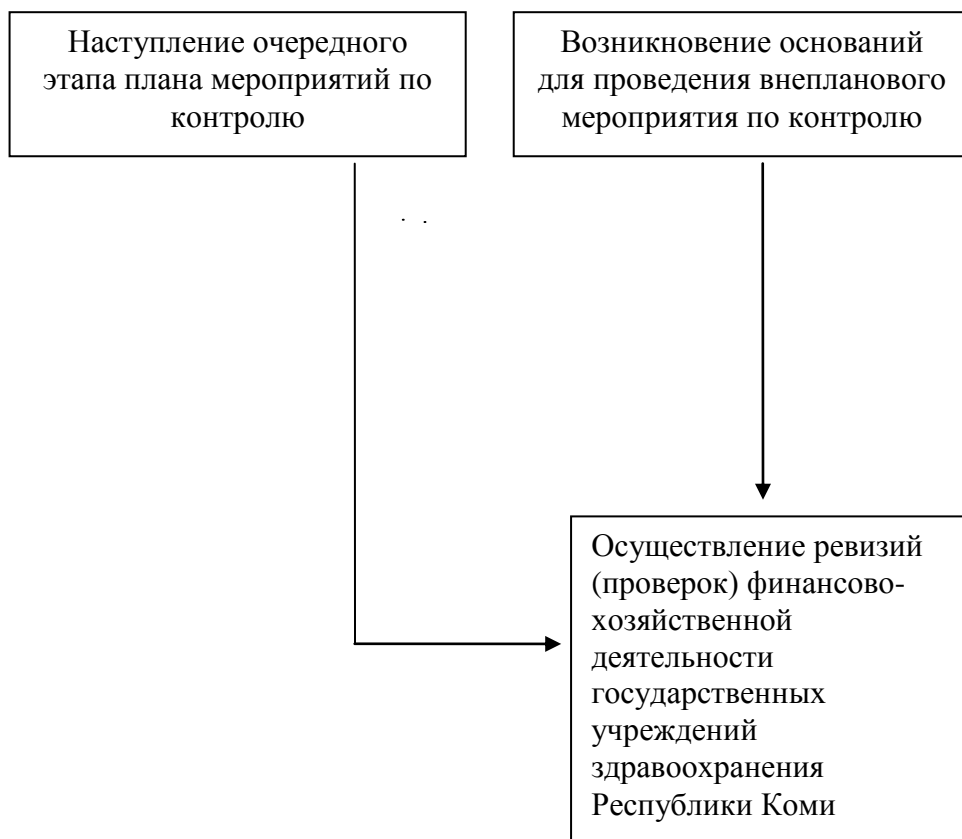 Наступление очередного
этапа плана мероприятий по
контролю
Возникновение оснований
для проведения внепланового
мероприятия по контролю
Осуществление ревизий
(проверок) финансово-
хозяйственной
деятельности
государственных
учреждений
здравоохранения
Республики Коми